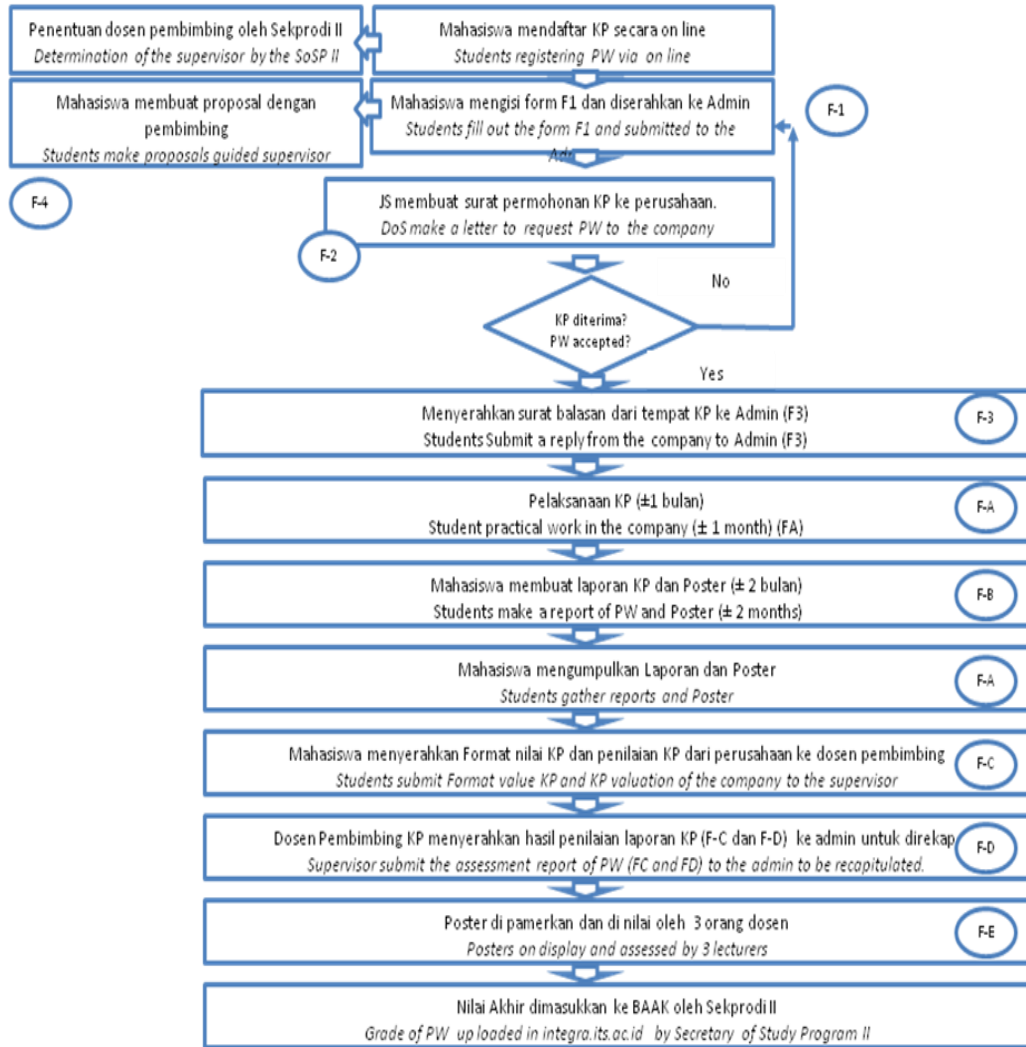 Penentuan dosen pembimbing oleh Sekprodi II
Determination of the supervisor by the SoSP II
Mahasiswa mendaftar KP secara on line
Students registering PW via on line
Mahasiswa membuat proposal dengan
pembimbing
Students make proposals guided supervisor
Mahasiswa mengisi form F1 dan diserahkan ke Admin
Students fill out the form F1 and submitted to the
F-1
F-4
JS membuat surat permohonan KP ke perusahaan.
DoS make a letter to request PW to the company
F-2
No
KP diterima?
PW accepted?
Yes
Menyerahkan surat balasan dari tempat KP ke Admin (F3)
Students Submit a reply from the company to Admin (F3)
F-3
Pelaksanaan KP (±1 bulan)
Student practical work in the company (± 1 month) (FA)
F-A
Mahasiswa membuat laporan KP dan Poster (± 2 bulan)
Students make a report of PW and Poster (± 2 months)
F-B
Mahasiswa mengumpulkan Laporan dan Poster
Students gather reports and Poster
F-A
Mahasiswa menyerahkan Format nilai KP dan penilaian KP dari perusahaan ke dosen pembimbing
Students submit Format value KP and KP valuation of the company to the supervisor
F-C
Dosen Pembimbing KP menyerahkan hasil penilaian laporan KP (F-C dan F-D) ke admin untuk direkap
Supervisor submit the assessment report of PW (FC and FD) to the admin to be recapitulated.
F-D
Poster di pamerkan dan di nilai oleh 3 orang dosen
Posters on display and assessed by 3 lecturers
F-E
Nilai Akhir dimasukkan ke BAAK oleh Sekprodi II
Grade of PW up loaded in integra.its.ac.id by Secretary of Study Program II